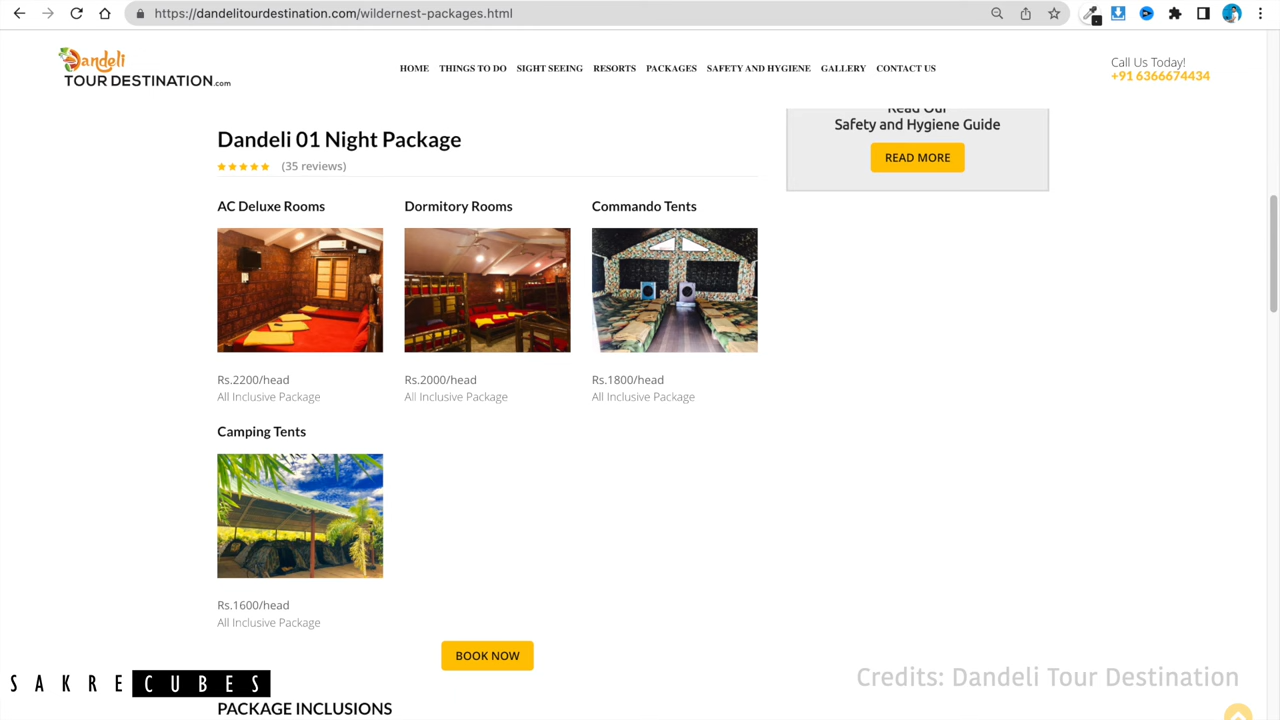 https://dandelitourdestination.com/wildernest-packages.html
Dandeli
TOUR DESTINATION.com
HOME THINGS TO DO SIGHT SEEING RESORTS PACKAGES SAFETY AND HYGIENE GALLERY CONTACT US
Call Us Today!
+91 6366674434
Read Our
Safety and Hygiene Guide
READ MORE
Dandeli 01 Night Package
(35 reviews)
AC Deluxe Rooms Dormitory Rooms Commando Tents
Rs.2200/head Rs.2000/head Rs.1800/head
All Inclusive Package All Inclusive Package All Inclusive Package
Camping Tents
Rs.1600/head
All Inclusive Package
BOOK NOW
SAKRE CUBES
Credits: Dandeli Tour Destination
PACKAGE INCLUSIONS